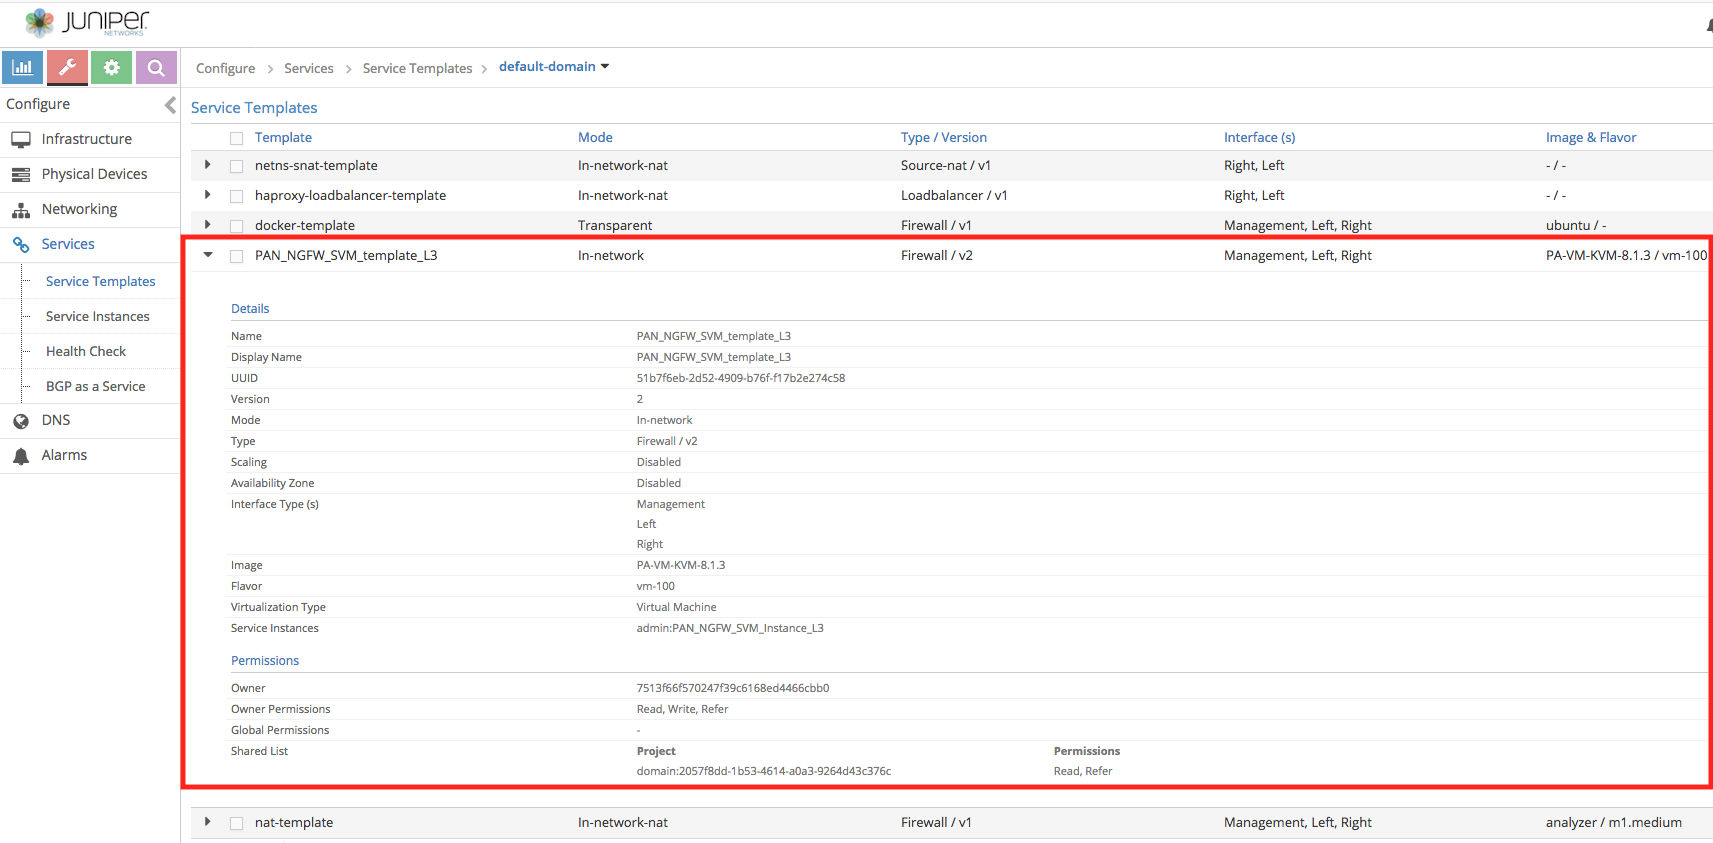 JUNIPER
NETWORKS
Configure > Services > Service Templates > default-domain
Configure
Infrastructure
Physical Devices
Networking
Services
Service Templates
Service Instances
Health Check
BGP as a Service
DNS
Alarms
Service Templates
Template Mode Type / Version Interface (s) Image & Flavor
netns-snat-template In-network-nat Source-nat / v1 Right, Left - / -
haproxy-loadbalancer-template In-network-nat Loadbalancer / v1 Right, Left - / -
docker-template Transparent Firewall / v1 Management, Left, Right ubuntu / -
PAN_NGFW_SVM_template_L3 In-network Firewall / v2 Management, Left, Right PA-VM-KVM-8.1.3 / vm-100
Details
Name PAN_NGFW_SVM_template_L3
Display Name PAN_NGFW_SVM_template_L3
UUID 51b7f6eb-2d52-4909-b76f-f17b2e274c58
Version 2
Mode In-network
Type Firewall / v2
Scaling Disabled
Availability Zone Disabled
Interface Type (s) Management
Left
Right
Image PA-VM-KVM-8.1.3
Flavor vm-100
Virtualization Type Virtual Machine
Service Instances admin:PAN_NGFW_SVM_Instance_L3
Permissions
Owner 7513f66f570247f39c6168ed4466cbb0
Owner Permissions Read, Write, Refer
Global Permissions -
Shared List Project Permissions
domain:2057f8dd-1b53-4614-a0a3-9264d43c376c Read, Refer
nat-template In-network-nat Firewall / v1 Management, Left, Right analyzer / m1.medium